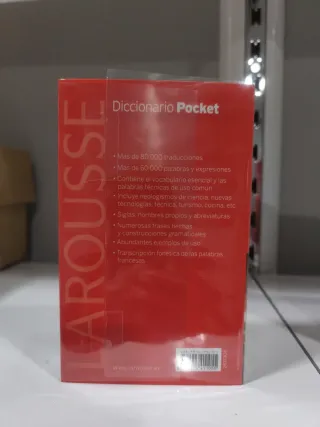 LAROUSSE
Diccionario Pocket
• Más de 80 000 traducciones
• Más de 50 000 palabras y expresiones
• Contiene el vocabulario esencial y las
palabras técnicas de uso común
• Incluye neologismos de ciencia, nuevas
tecnologías, técnica, turismo, cocina, etc.
• Siglas, nombres propios y abreviaturas
• Numerosas frases hechas
y construcciones gramaticales
• Abundantes ejemplos de uso
• Transcripción fonética de las palabras
francesas